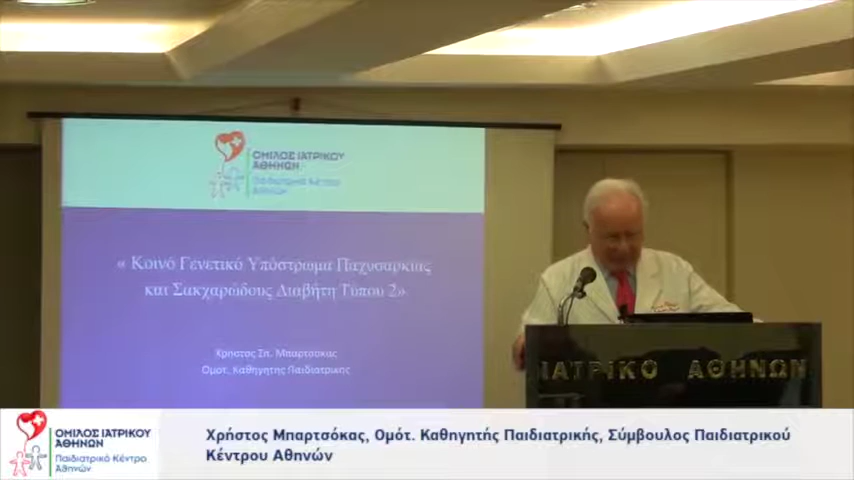 ΟΜΙΛΟΣ ΙΑΤΡΙΚΟΥ
ΑΘΗΝΩΝ
Παιδιατρικό Κέντρο
Αθηνών
« Κοινό Γενετικό Υπόστρωμα Παχυσαρκίας
και Σακχαρώδους Διαβήτη Τύπου 2»
Χρήστος Σπ. Μπαρτσόκας
Ομότ. Καθηγητής Παιδιατρικής
ΙΑΤΡΙΚΟ ΑΘΗΝΩΝ
ΟΜΙΛΟΣ ΙΑΤΡΙΚΟΥ
ΑΘΗΝΩΝ
Παιδιατρικό Κέντρο
Αθηνών
Χρήστος Μπαρτσόκας, Ομότ. Καθηγητής Παιδιατρικής, Σύμβουλος Παιδιατρικού
Κέντρου Αθηνών